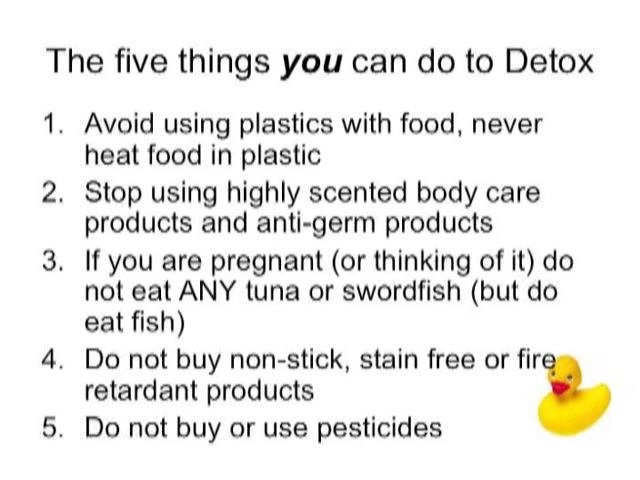 The five things you can do to Detox
1. Avoid using plastics with food, never
heat food in plastic
2. Stop using highly scented body care
products and anti-germ products
3. If you are pregnant (or thinking of it) do
not eat ANY tuna or swordfish (but do
eat fish)
4. Do not buy non-stick, stain free or fire
retardant products
5. Do not buy or use pesticides